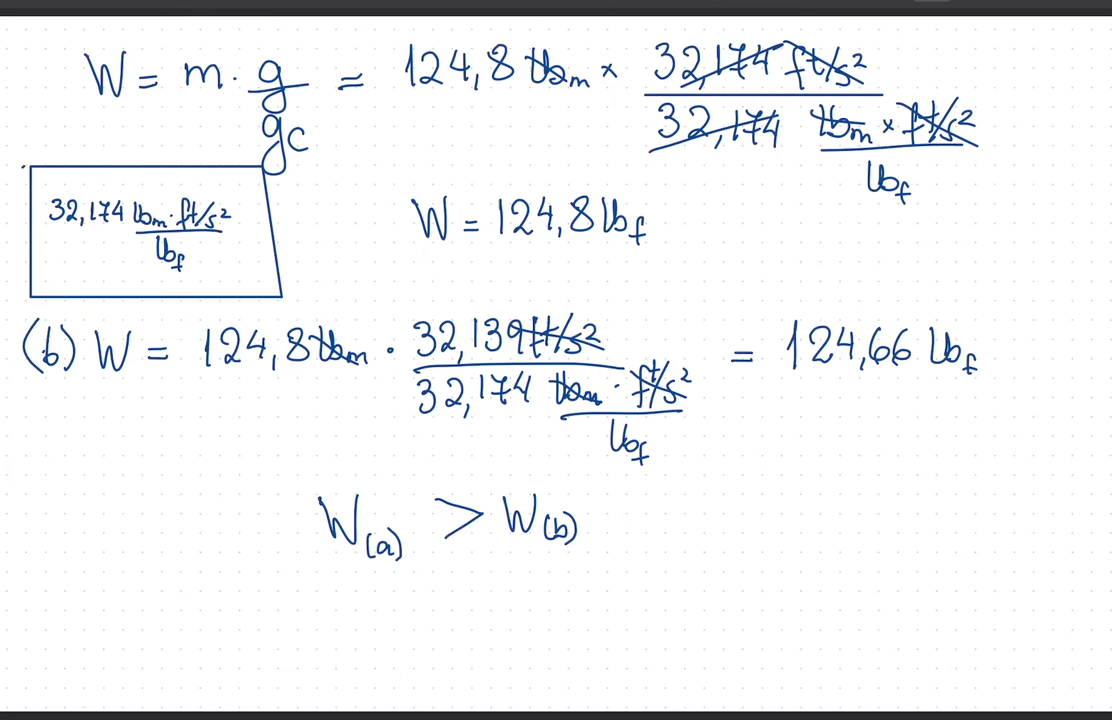 W = m · g/gc = 124,8 lbm × 32,174 ft/s² / 32,174 lbm × ft/s² / lbf
32,174 lbm · ft/s² / lbf
W = 124,8 lbf
(b) W = 124,8 lbm · 32,139 ft/s² / 32,174 lbm · ft/s² / lbf = 124,66 lbf
W(a) > W(b)